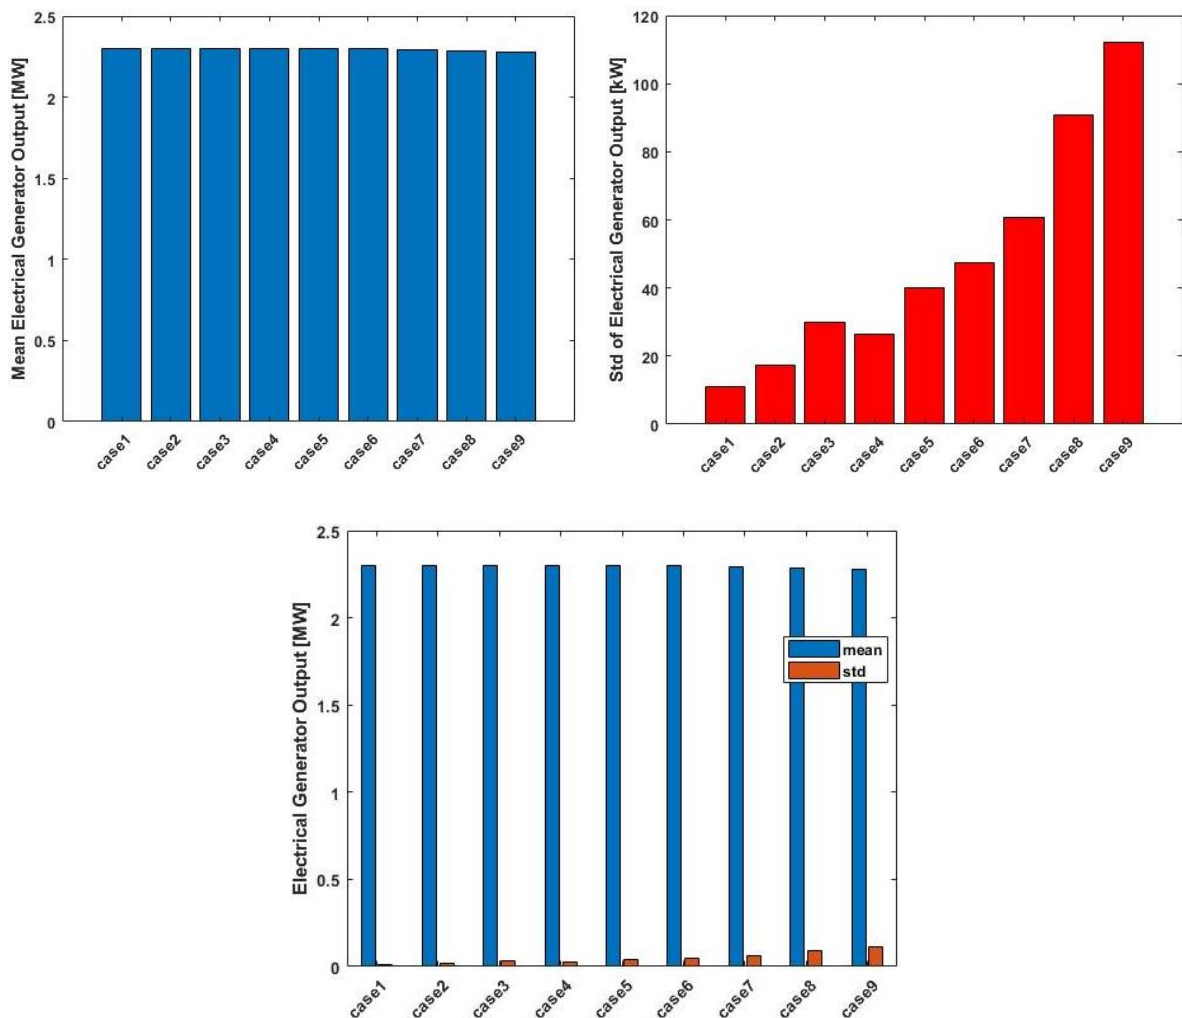 Mean Electrical Generator Output [MW]
2.5
2
1.5
1
0.5
0
case1
case2
case3
case4
case5
case6
case7
case8
case9
Std of Electrical Generator Output [kW]
120
100
80
60
40
20
0
case1
case2
case3
case4
case5
case6
case7
case8
case9
Electrical Generator Output [MW]
2.5
2
1.5
1
0.5
0
mean
std
case1
case2
case3
case4
case5
case6
case7
case8
case9